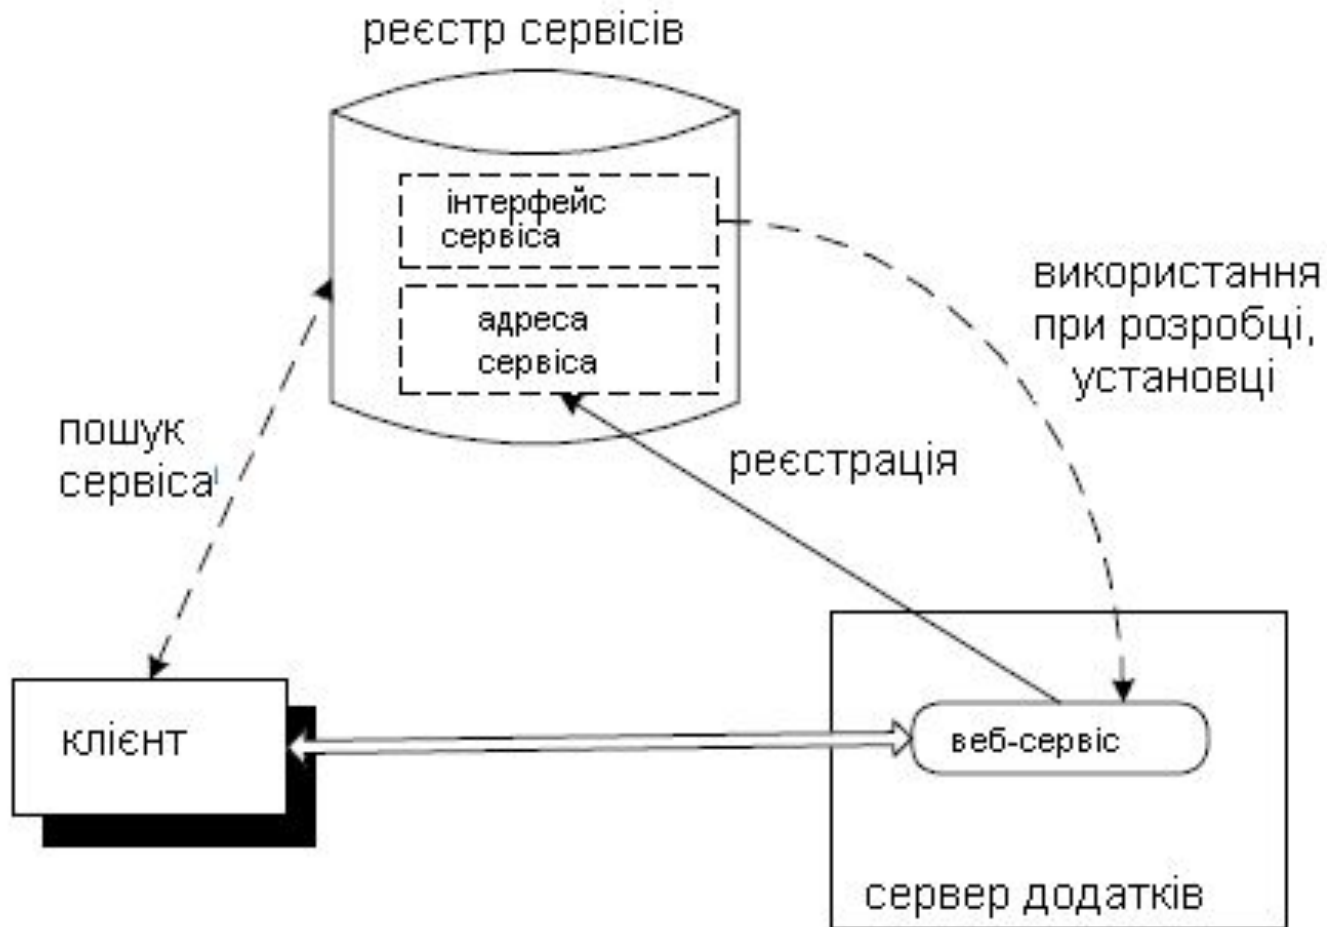 реєстр сервісів
інтерфейс
сервіса
адреса
сервіса
використання
при розробці,
установці
пошук
сервіса
реєстрація
клієнт
веб-сервіс
сервер додатків